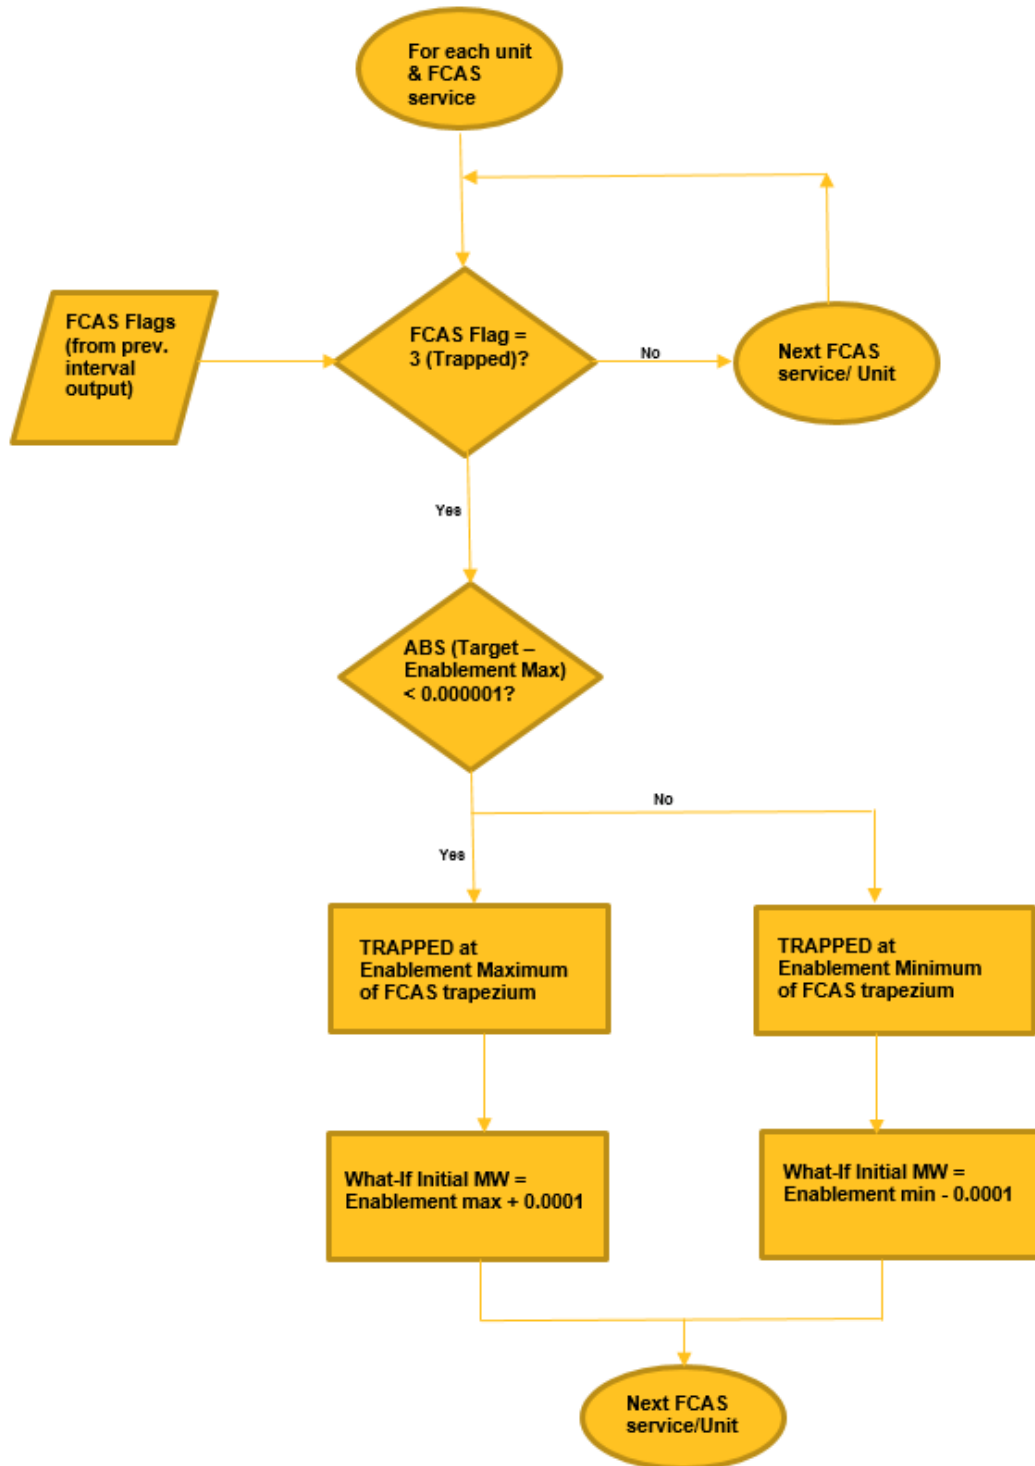 For each unit
& FCAS
service
FCAS Flags
(from prev.
interval
output)
FCAS Flag =
3 (Trapped)?
No
Next FCAS
service/ Unit
Yes
ABS (Target –
Enablement Max)
< 0.000001?
No
Yes
TRAPPED at
Enablement Maximum
of FCAS trapezium
TRAPPED at
Enablement Minimum
of FCAS trapezium
What-If Initial MW =
Enablement max + 0.0001
What-If Initial MW =
Enablement min - 0.0001
Next FCAS
service/Unit